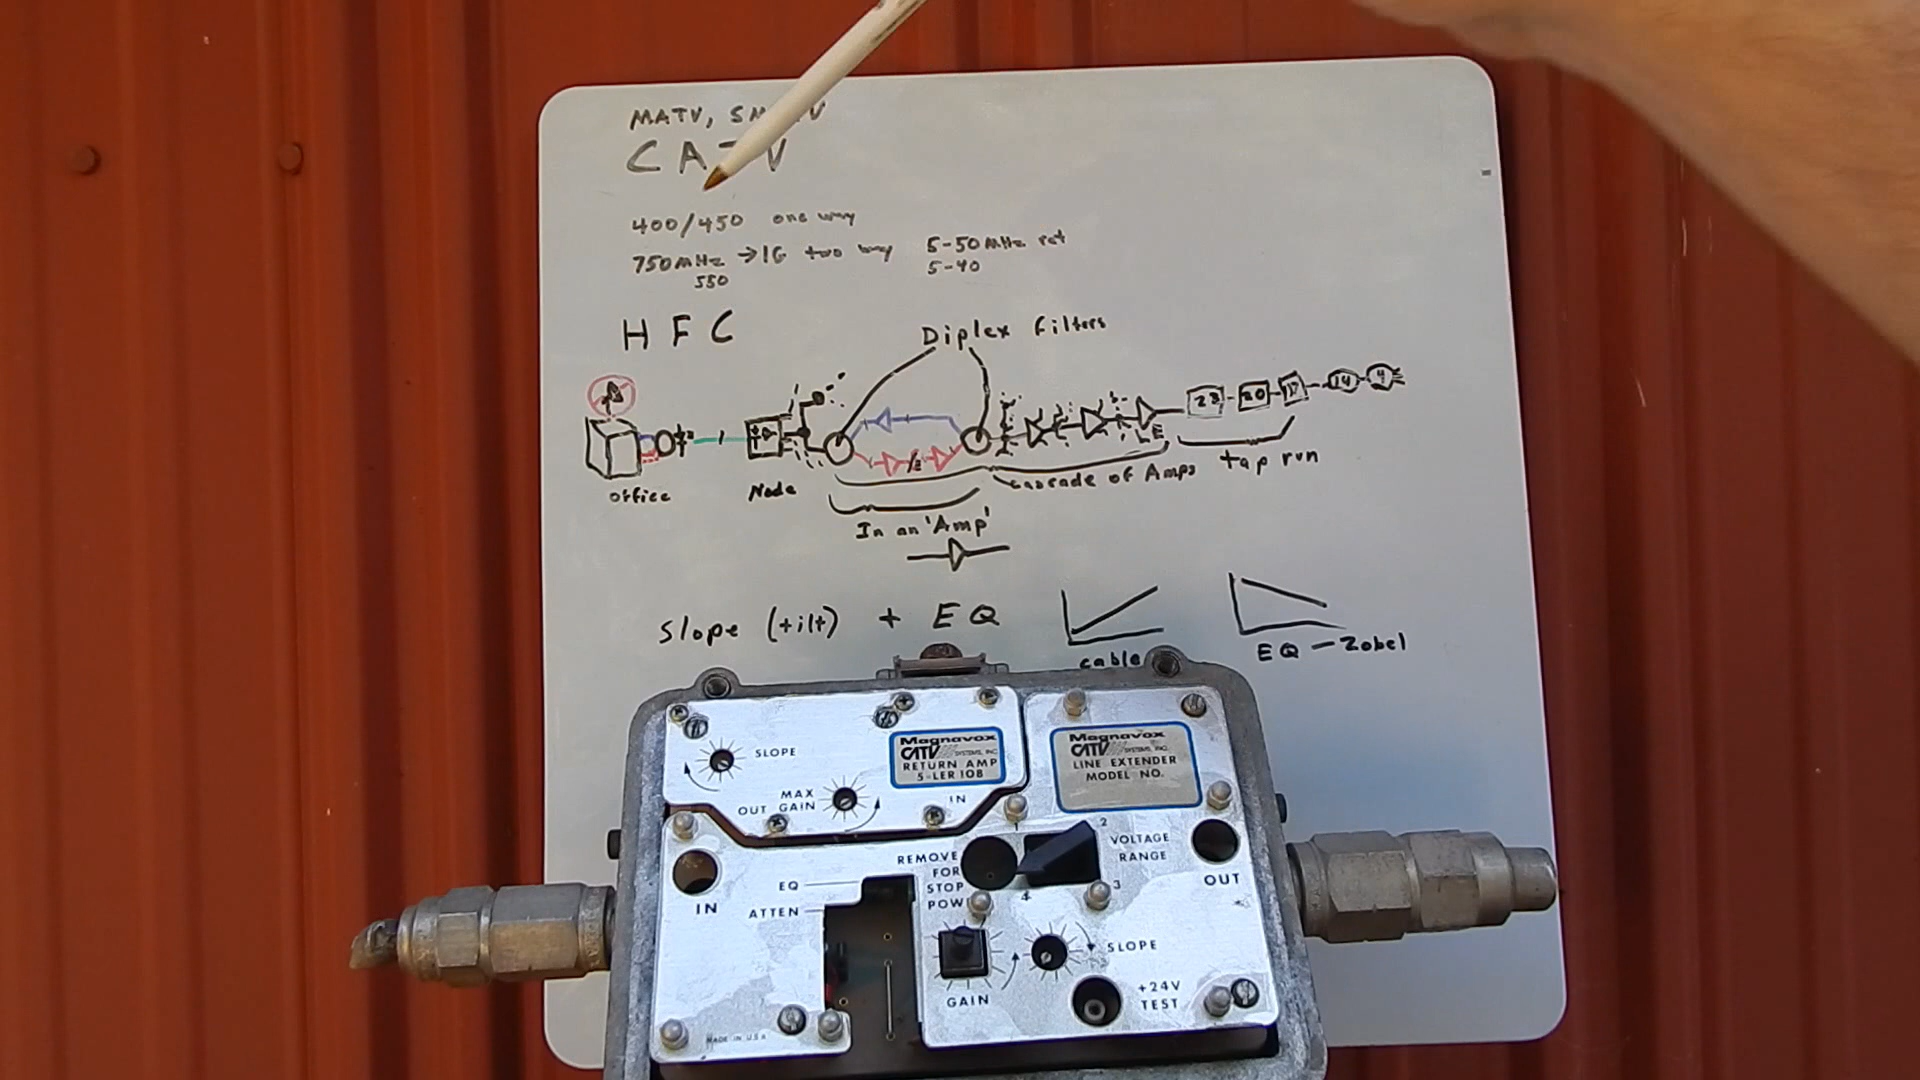 MATV, SM
CATV
400/450 one way
750MHz → 1G two way 5-50MHz ret
550 5-40
HFC
Diplex filters
23 20 17 14 4
LE
Office
Node
cascade of Amps
tap run
1/2
In an 'Amp'
Slope (tilt) + EQ
cable
EQ - Zobel
SLOPE
MAX
OUT GAIN
IN
Magnavox
CATV SYSTEMS, INC.
RETURN AMP
5-LER 108
Magnavox
CATV SYSTEMS, INC.
LINE EXTENDER
MODEL NO.
1
2
3
4
VOLTAGE
RANGE
REMOVE
FOR
STOP
POW
IN
EQ
ATTEN
OUT
GAIN
SLOPE
+24V
TEST
MADE IN U.S.A.